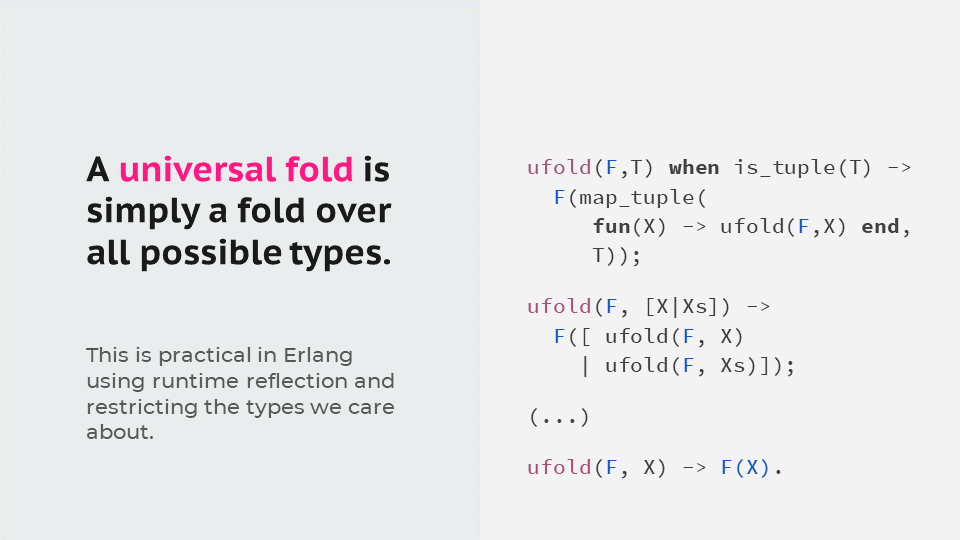 A universal fold is
simply a fold over
all possible types.
This is practical in Erlang
using runtime reflection and
restricting the types we care
about.
ufold(F,T) when is_tuple(T) ->
  F(map_tuple(
     fun(X) -> ufold(F,X) end,
     T));
ufold(F, [X|Xs]) ->
  F([ ufold(F, X)
    | ufold(F, Xs)]);
(...)
ufold(F, X) -> F(X).